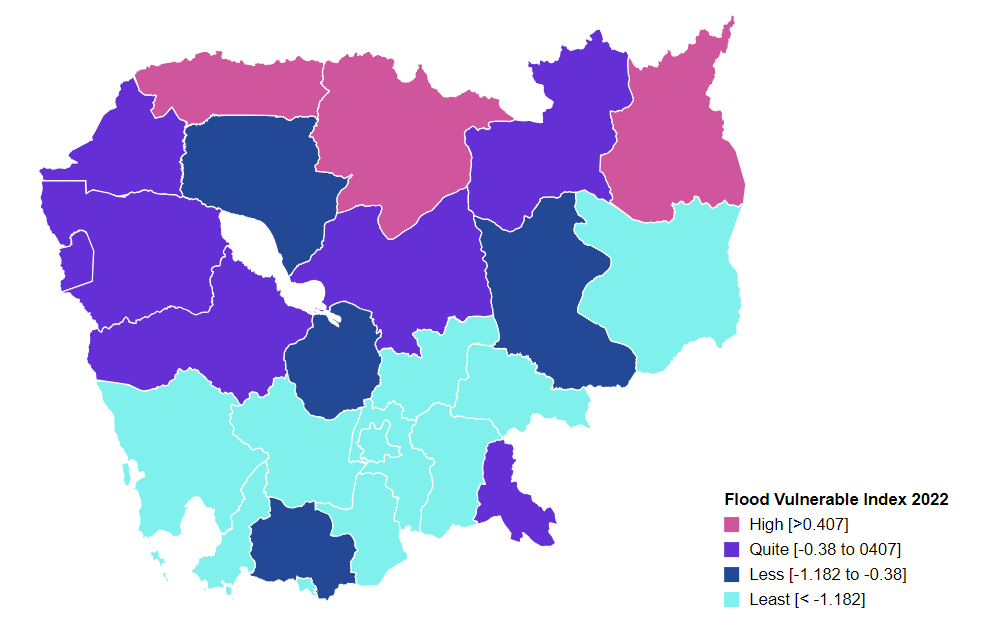 Flood Vulnerable Index 2022
High [>0.407]
Quite [-0.38 to 0407]
Less [-1.182 to -0.38]
Least [< -1.182]